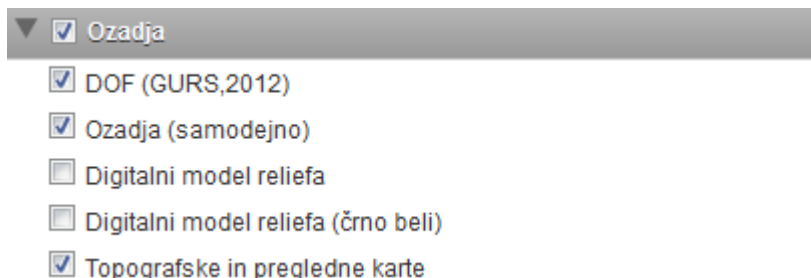 Ozadja
DOF (GURS,2012)
Ozadja (samodejno)
Digitalni model reliefa
Digitalni model reliefa (črno beli)
Topografske in pregledne karte